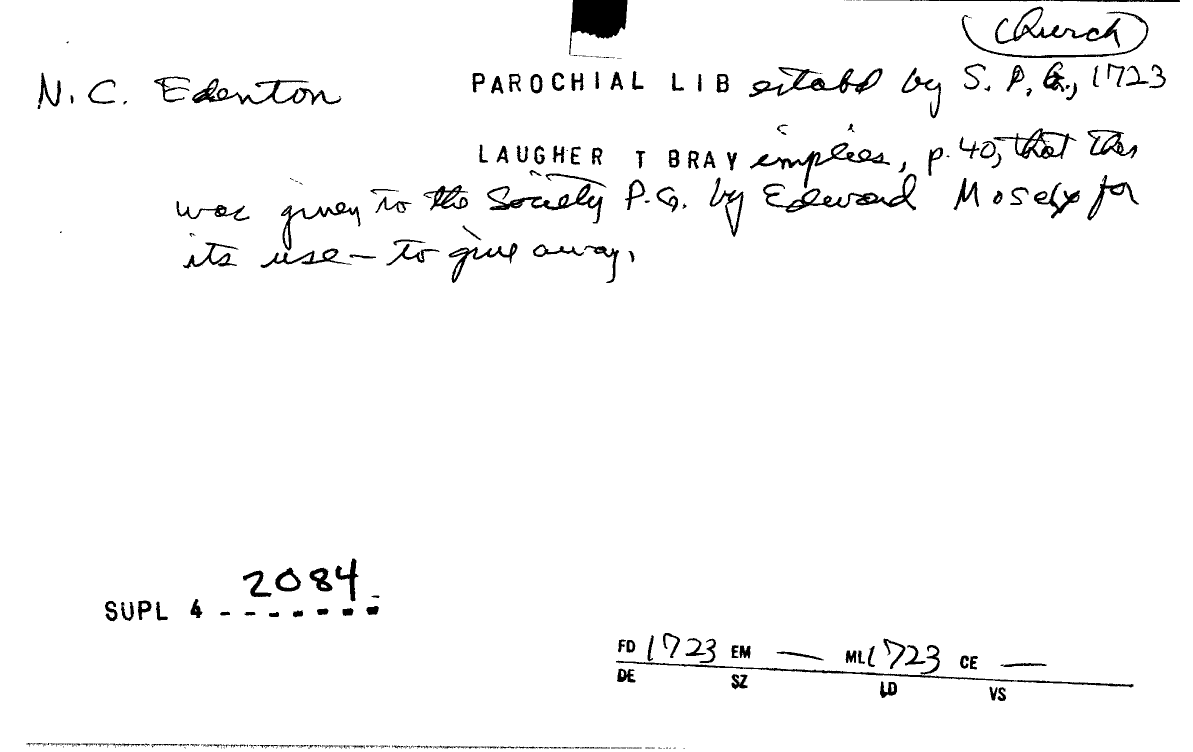 Church
N.C. Edenton PAROCHIAL LIB estabd by S.P.G., 1723
LAUGHER T BRAY implies, p.40, that this
was given to the Society P.G. by Edward Mosely for
its use - to give away.
SUPL 4 2084
FD 1723 EM — ML 1723 CE —
DE SZ LD VS